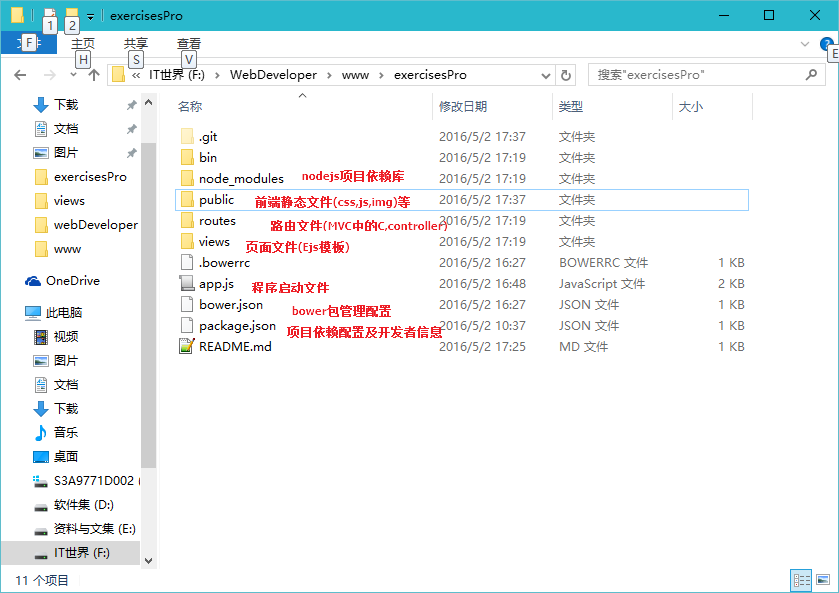 exercisesPro
1
2
文件
F
主页
H
共享
S
查看
V
E
« IT世界 (F:) › WebDeveloper › www › exercisesPro
搜索"exercisesPro"
下载
文档
图片
exercisesPro
views
webDeveloper
www
OneDrive
此电脑
视频
图片
文档
下载
音乐
桌面
S3A9771D002 (
软件集 (D:)
资料与文集 (E:)
IT世界 (F:)
名称 修改日期 类型 大小
.git 2016/5/2 17:37 文件夹
bin 2016/5/2 17:19 文件夹
node_modules nodejs项目依赖库 2016/5/2 17:19 文件夹
public 前端静态文件(css,js,img)等 2016/5/2 17:37 文件夹
routes 路由文件(MVC中的C,controller) 2016/5/2 17:19 文件夹
views 页面文件(Ejs模板) 2016/5/2 17:19 文件夹
.bowerrc 2016/5/2 16:27 BOWERRC 文件 1 KB
app.js 程序启动文件 2016/5/2 16:48 JavaScript 文件 2 KB
bower.json bower包管理配置 2016/5/2 16:27 JSON 文件 1 KB
package.json 项目依赖配置及开发者信息 2016/5/2 10:37 JSON 文件 1 KB
README.md 2016/5/2 17:25 MD 文件 1 KB
11 个项目